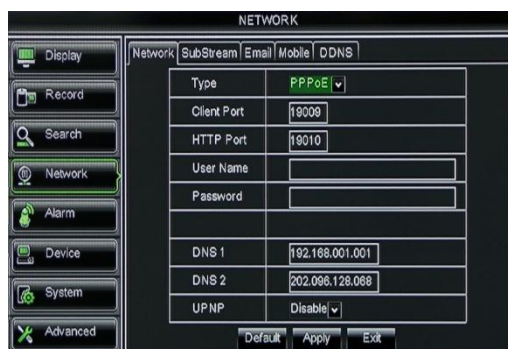 NETWORK
Display
Record
Search
Network
Alarm
Device
System
Advanced
Network SubStream Email Mobile DDNS
Type PPPoE
Client Port 19009
HTTP Port 19010
User Name
Password
DNS 1 192.168.001.001
DNS 2 202.096.128.068
UPNP Disable
Default Apply Exit